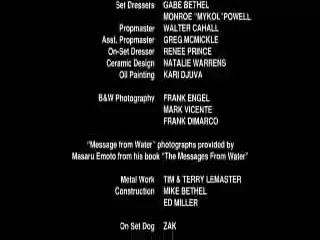 Set Dressers GABE BETHEL
MONROE "MYKOL" POWELL
Propmaster WALTER CAHALL
Asst. Propmaster GREG MCMICKLE
On-Set Dresser RENEE PRINCE
Ceramic Design NATALIE WARRENS
Oil Painting KARI DJUVA
B&W Photography FRANK ENGEL
MARK VICENTE
FRANK DIMARCO
"Message from Water" photographs provided by
Masaru Emoto from his book "The Messages From Water"
Metal Work TIM & TERRY LEMASTER
Construction MIKE BETHEL
ED MILLER
On Set Dog ZAK